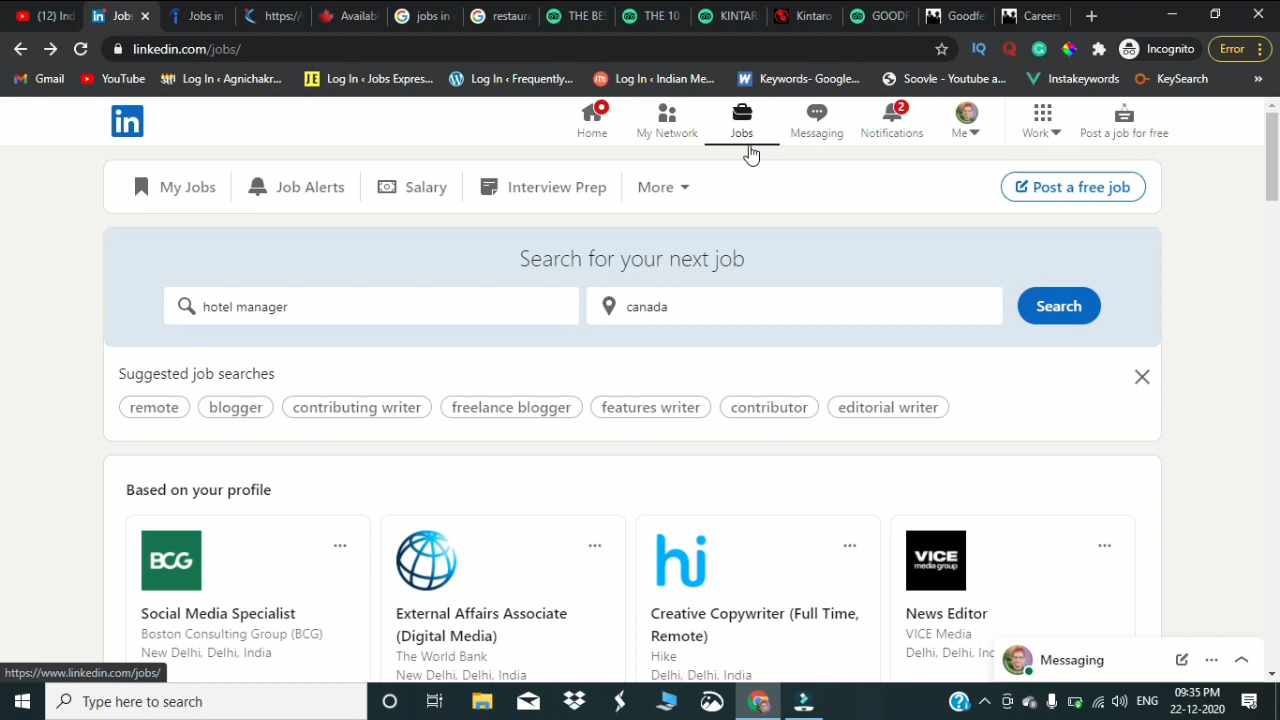 (12) Ind
Job:
Jobs in
https:/
Availab
jobs in
restaura
THE BES
THE 10
KINTAR
Kintaro
GOODF
Goodfe
Careers
linkedin.com/jobs/
Incognito
Error
Gmail
YouTube
Log In ‹ Agnichakr...
JE
Log In ‹ Jobs Expres...
Log In ‹ Frequently...
Log In ‹ Indian Me...
Keywords- Google...
Soovle - Youtube a...
Instakeywords
KeySearch
»
in
Home
My Network
Jobs
Messaging
2
Notifications
Me
Work
Post a job for free
My Jobs
Job Alerts
Salary
Interview Prep
More
Post a free job
Search for your next job
hotel manager
canada
Search
Suggested job searches
remote
blogger
contributing writer
freelance blogger
features writer
contributor
editorial writer
Based on your profile
BCG
hi
VICE
media group
Social Media Specialist
Boston Consulting Group (BCG)
New Delhi, Delhi, India
External Affairs Associate
(Digital Media)
The World Bank
New Delhi, Delhi, India
Creative Copywriter (Full Time,
Remote)
Hike
Delhi, Delhi, India
News Editor
VICE Media
Delhi, Delhi, Inc
Messaging
https://www.linkedin.com/jobs/
Type here to search
ENG
09:35 PM
22-12-2020